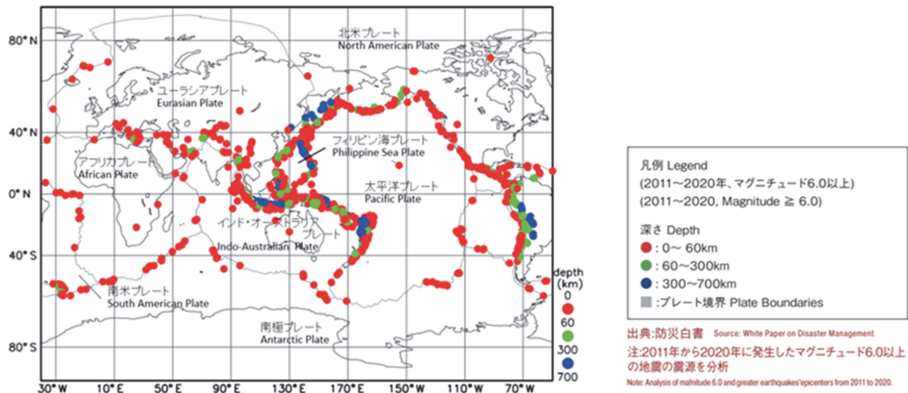 80°N
40°N
0°N
40°S
80°S
30°W
10°E
50°E
90°E
130°E
170°E
150°W
110°W
70°W
北米プレート
North American Plate
ユーラシアプレート
Eurasian Plate
フィリピン海プレート
Philippine Sea Plate
アフリカプレート
African Plate
太平洋プレート
Pacific Plate
インド・オーストラリア
プレート
Indo-Australian Plate
南米プレート
South American Plate
南極プレート
Antarctic Plate
depth
(km)
0
60
300
700
凡例 Legend
(2011~2020年、マグニチュード6.0以上)
(2011~2020, Magnitude ≧ 6.0)
深さ Depth
: 0~ 60km
: 60~300km
: 300~700km
:プレート境界 Plate Boundaries
出典:防災白書 Source: White Paper on Disaster Management
注:2011年から2020年に発生したマグニチュード6.0以上
の地震の震源を分析
Note: Analysis of mafnitude 6.0 and greater earthquakes'epicenters from 2011 to 2020.